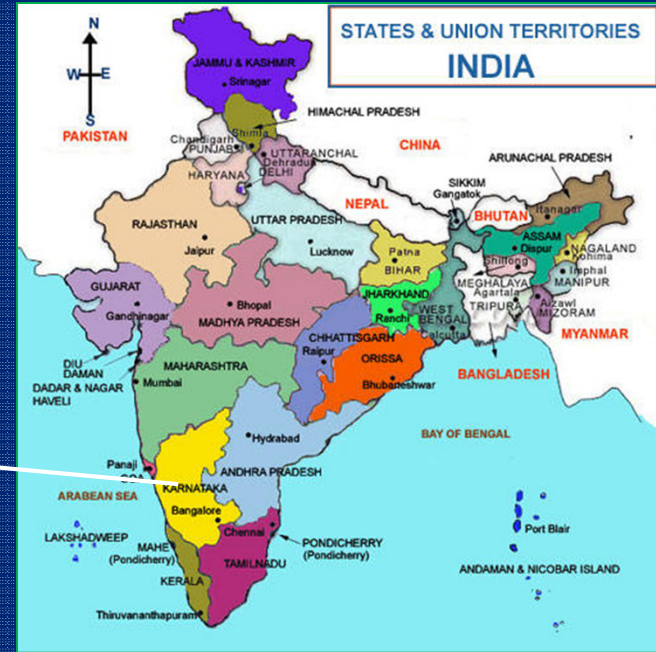 STATES & UNION TERRITORIES
INDIA
N
W
E
S
JAMMU & KASHMIR
Srinagar
HIMACHAL PRADESH
PAKISTAN
Chandigarh
Shimla
PUNJAB
CHINA
UTTARANCHAL
Dehradun
DELHI
HARYANA
ARUNACHAL PRADESH
SIKKIM
Gangatok
NEPAL
BHUTAN
Itanagar
RAJASTHAN
Jaipur
UTTAR PRADESH
Lucknow
Patna
BIHAR
ASSAM
Dispur
NAGALAND
Kohima
Shillong
MEGHALAYA
Imphal
MANIPUR
Agartala
TRIPURA
Aizawl
MIZORAM
GUJARAT
Gandhinagar
Bhopal
MADHYA PRADESH
JHARKHAND
Ranchi
WEST
BENGAL
Calcutta
MYANMAR
BANGLADESH
CHHATTISGARH
Raipur
ORISSA
Bhubaneshwar
DIU
DAMAN
DADAR & NAGAR
HAVELI
MAHARASHTRA
Mumbai
Hydrabad
BAY OF BENGAL
Panaji
GOA
ANDHRA PRADESH
ARABEAN SEA
KARNATAKA
Bangalore
LAKSHADWEEP
MAHE
(Pondicherry)
Chennai
PONDICHERRY
(Pondicherry)
Port Blair
ANDAMAN & NICOBAR ISLAND
KERALA
TAMILNADU
Thiruvananthapuram